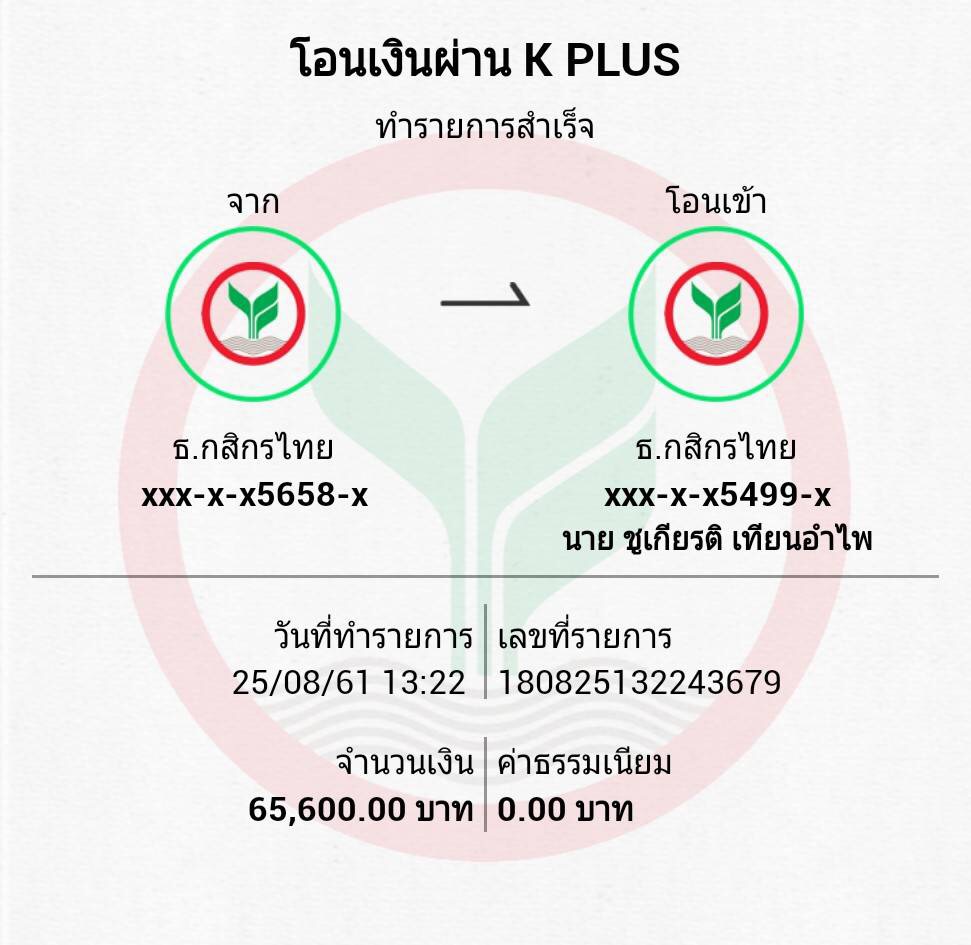 โอนเงินผ่าน K PLUS
ทำรายการสำเร็จ
จาก
โอนเข้า
ธ.กสิกรไทย
xxx-x-x5658-x
ธ.กสิกรไทย
xxx-x-x5499-x
นาย ชูเกียรติ เทียนอำไพ
วันที่ทำรายการ
25/08/61 13:22
เลขที่รายการ
180825132243679
จำนวนเงิน
65,600.00 บาท
ค่าธรรมเนียม
0.00 บาท